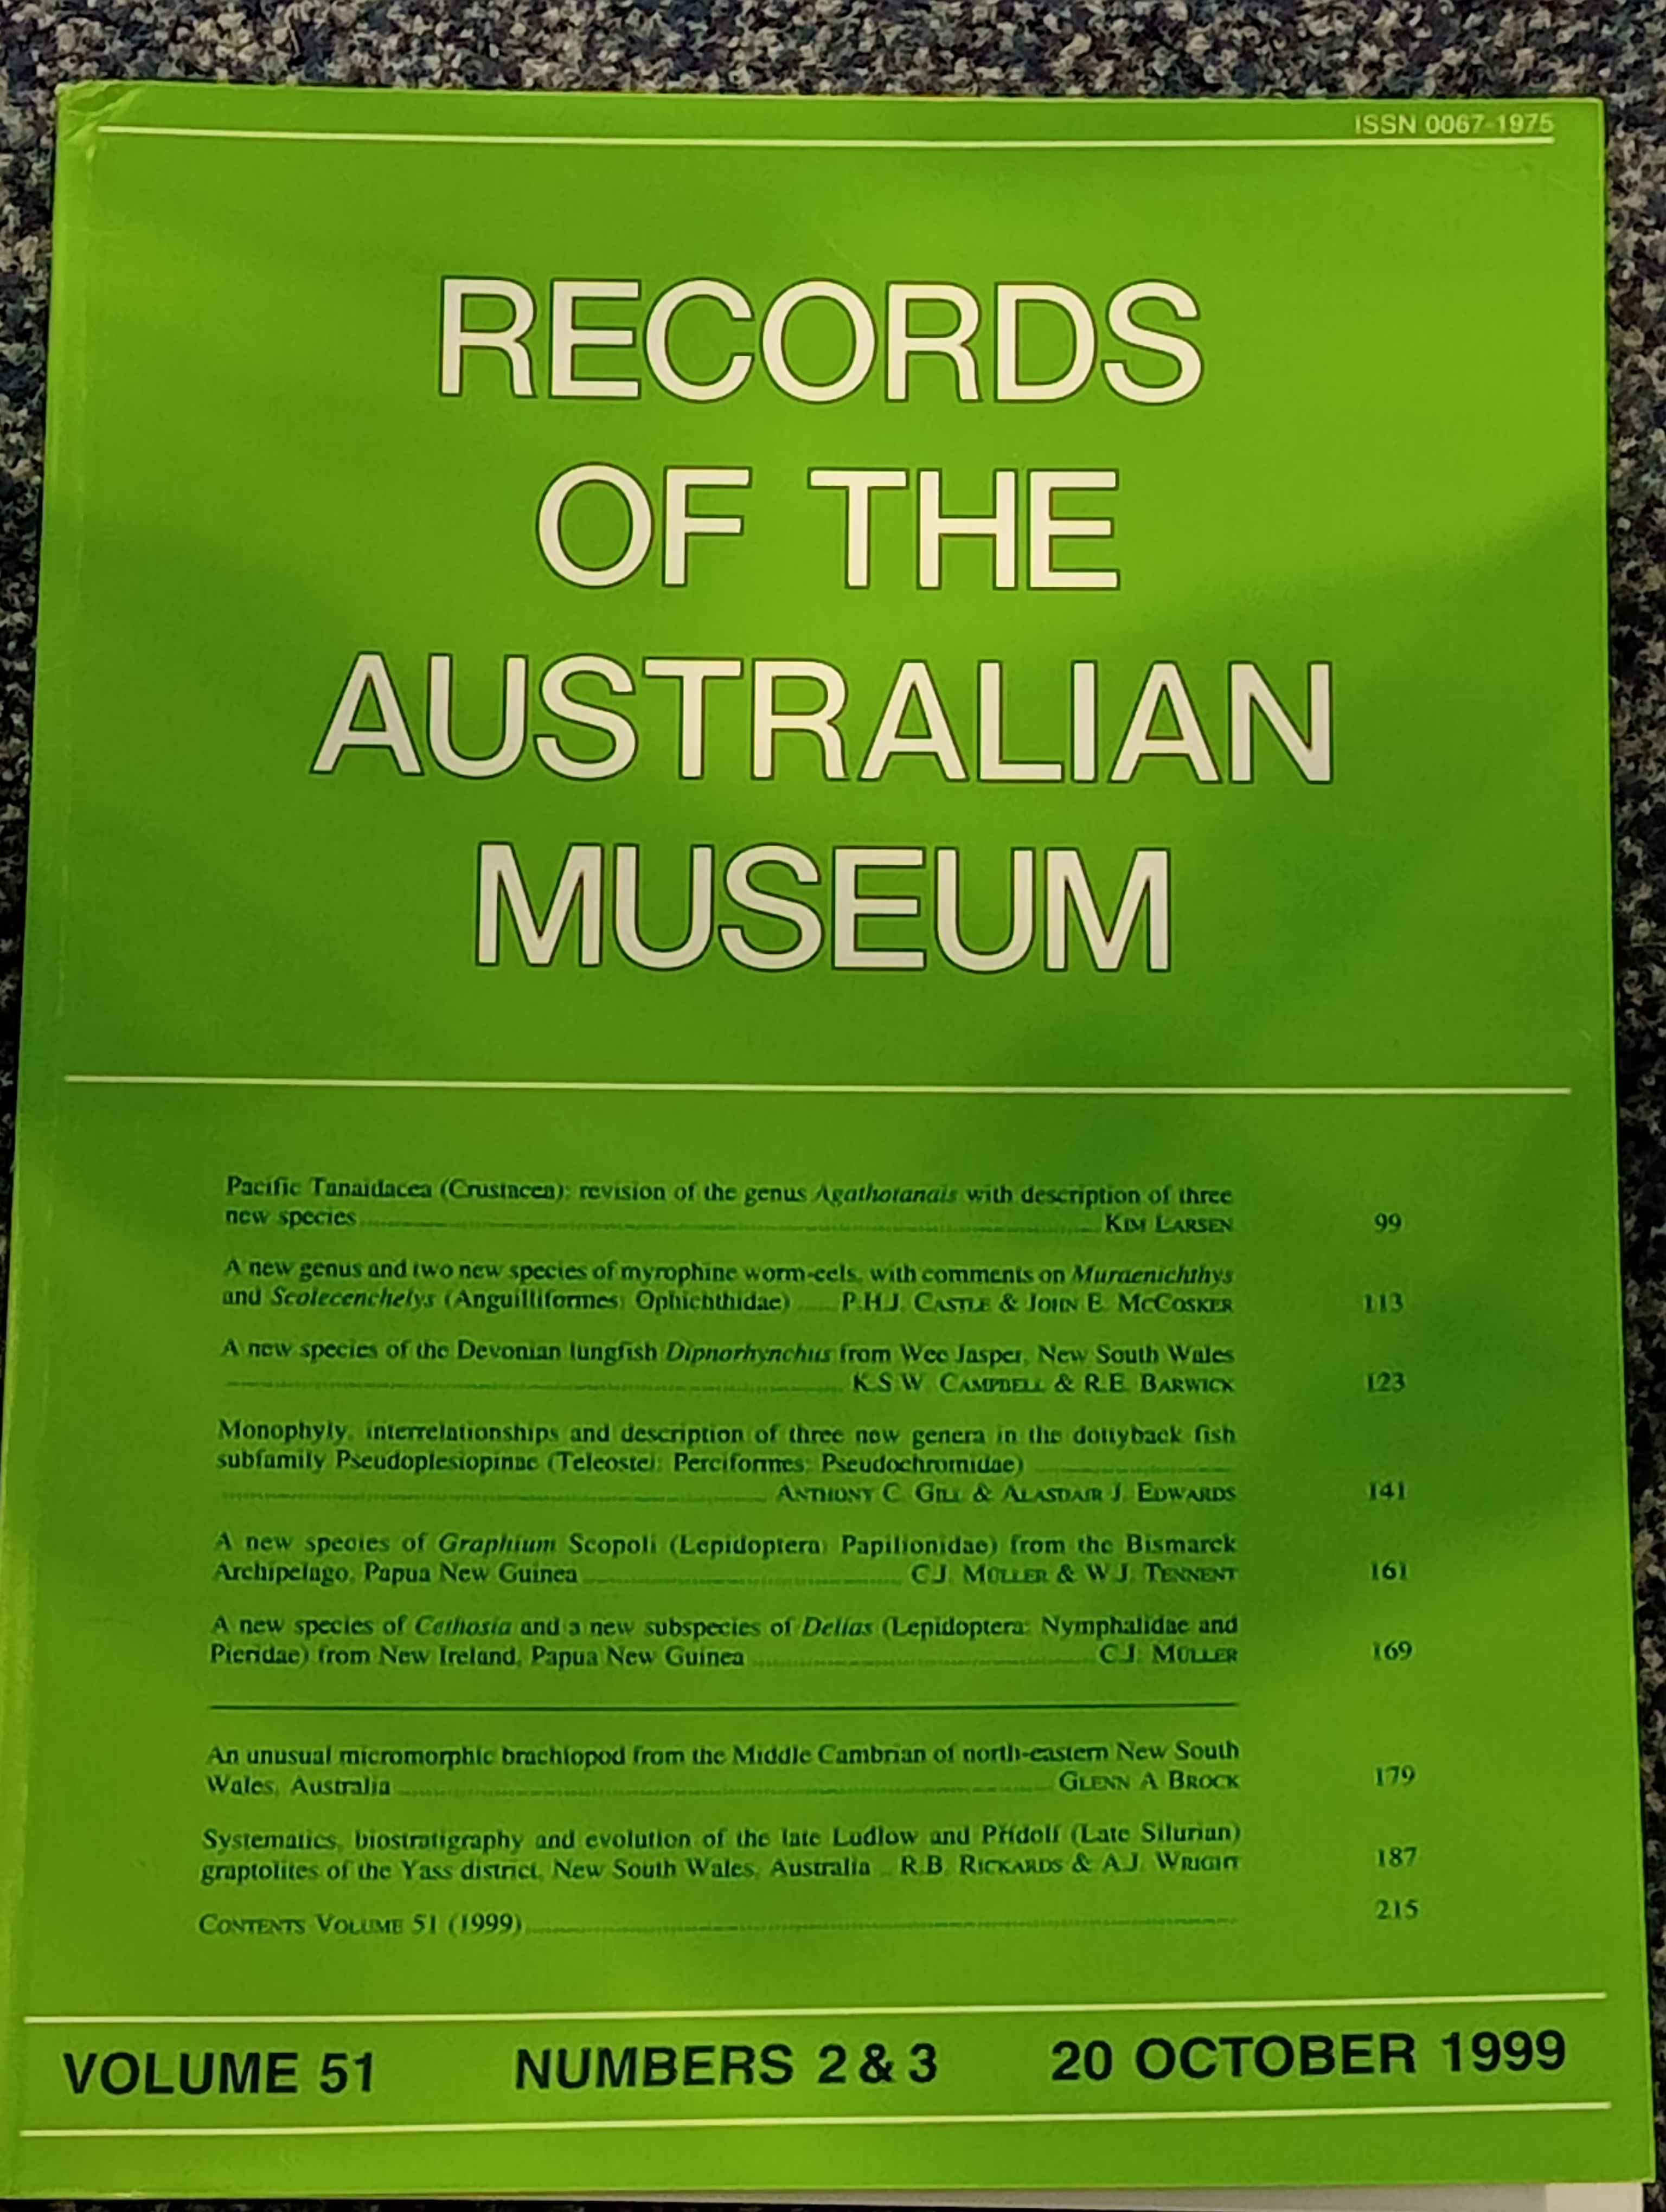 ISSN 0067-1975
RECORDS
OF THE
AUSTRALIAN
MUSEUM
Pacific Tanaidacea (Crustacea): revision of the genus Agathotanais with description of three
new species KIM LARSEN 99
A new genus and two new species of myrophine worm-eels, with comments on Muraenichthys
and Scolecenchelys (Anguilliformes: Ophichthidae) P.H.J. CASTLE & JOHN E. MCCOSKER 113
A new species of the Devonian lungfish Dipnorhynchus from Wee Jasper, New South Wales
K.S.W. CAMPBELL & R.E. BARWICK 123
Monophyly, interrelationships and description of three new genera in the dottyback fish
subfamily Pseudoplesiopinae (Teleostei: Perciformes: Pseudochromidae)
ANTHONY C. GILL & ALASDAIR J. EDWARDS 141
A new species of Graphium Scopoli (Lepidoptera: Papilionidae) from the Bismarck
Archipelago, Papua New Guinea C.J. MÜLLER & W.J. TENNENT 161
A new species of Cethosia and a new subspecies of Delias (Lepidoptera: Nymphalidae and
Pieridae) from New Ireland, Papua New Guinea C.J. MÜLLER 169
An unusual micromorphic brachiopod from the Middle Cambrian of north-eastern New South
Wales, Australia GLENN A BROCK 179
Systematics, biostratigraphy and evolution of the late Ludlow and Přídolí (Late Silurian)
graptolites of the Yass district, New South Wales, Australia R.B. RICKARDS & A.J. WRIGHT 187
CONTENTS VOLUME 51 (1999) 215
VOLUME 51 NUMBERS 2 & 3 20 OCTOBER 1999